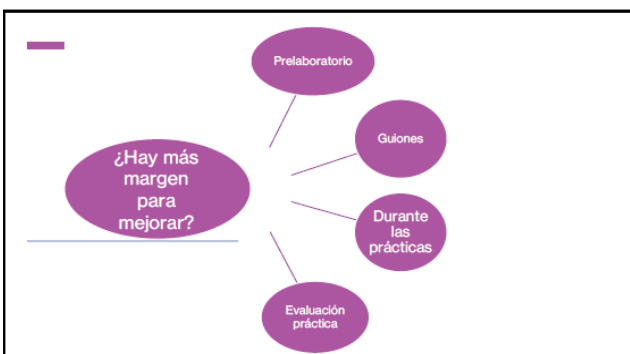 Prelaboratorio
¿Hay más
margen
para
mejorar?
Guiones
Durante
las
prácticas
Evaluación
práctica